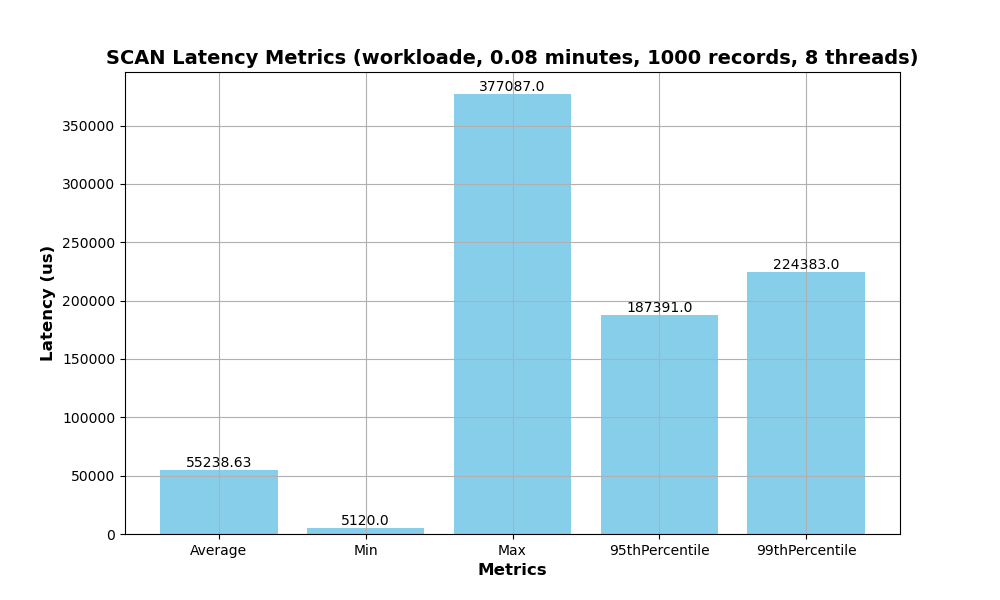 SCAN Latency Metrics (workloade, 0.08 minutes, 1000 records, 8 threads)
Latency (us)
350000
300000
250000
200000
150000
100000
50000
0
55238.63
5120.0
377087.0
187391.0
224383.0
Average
Min
Max
95thPercentile
99thPercentile
Metrics